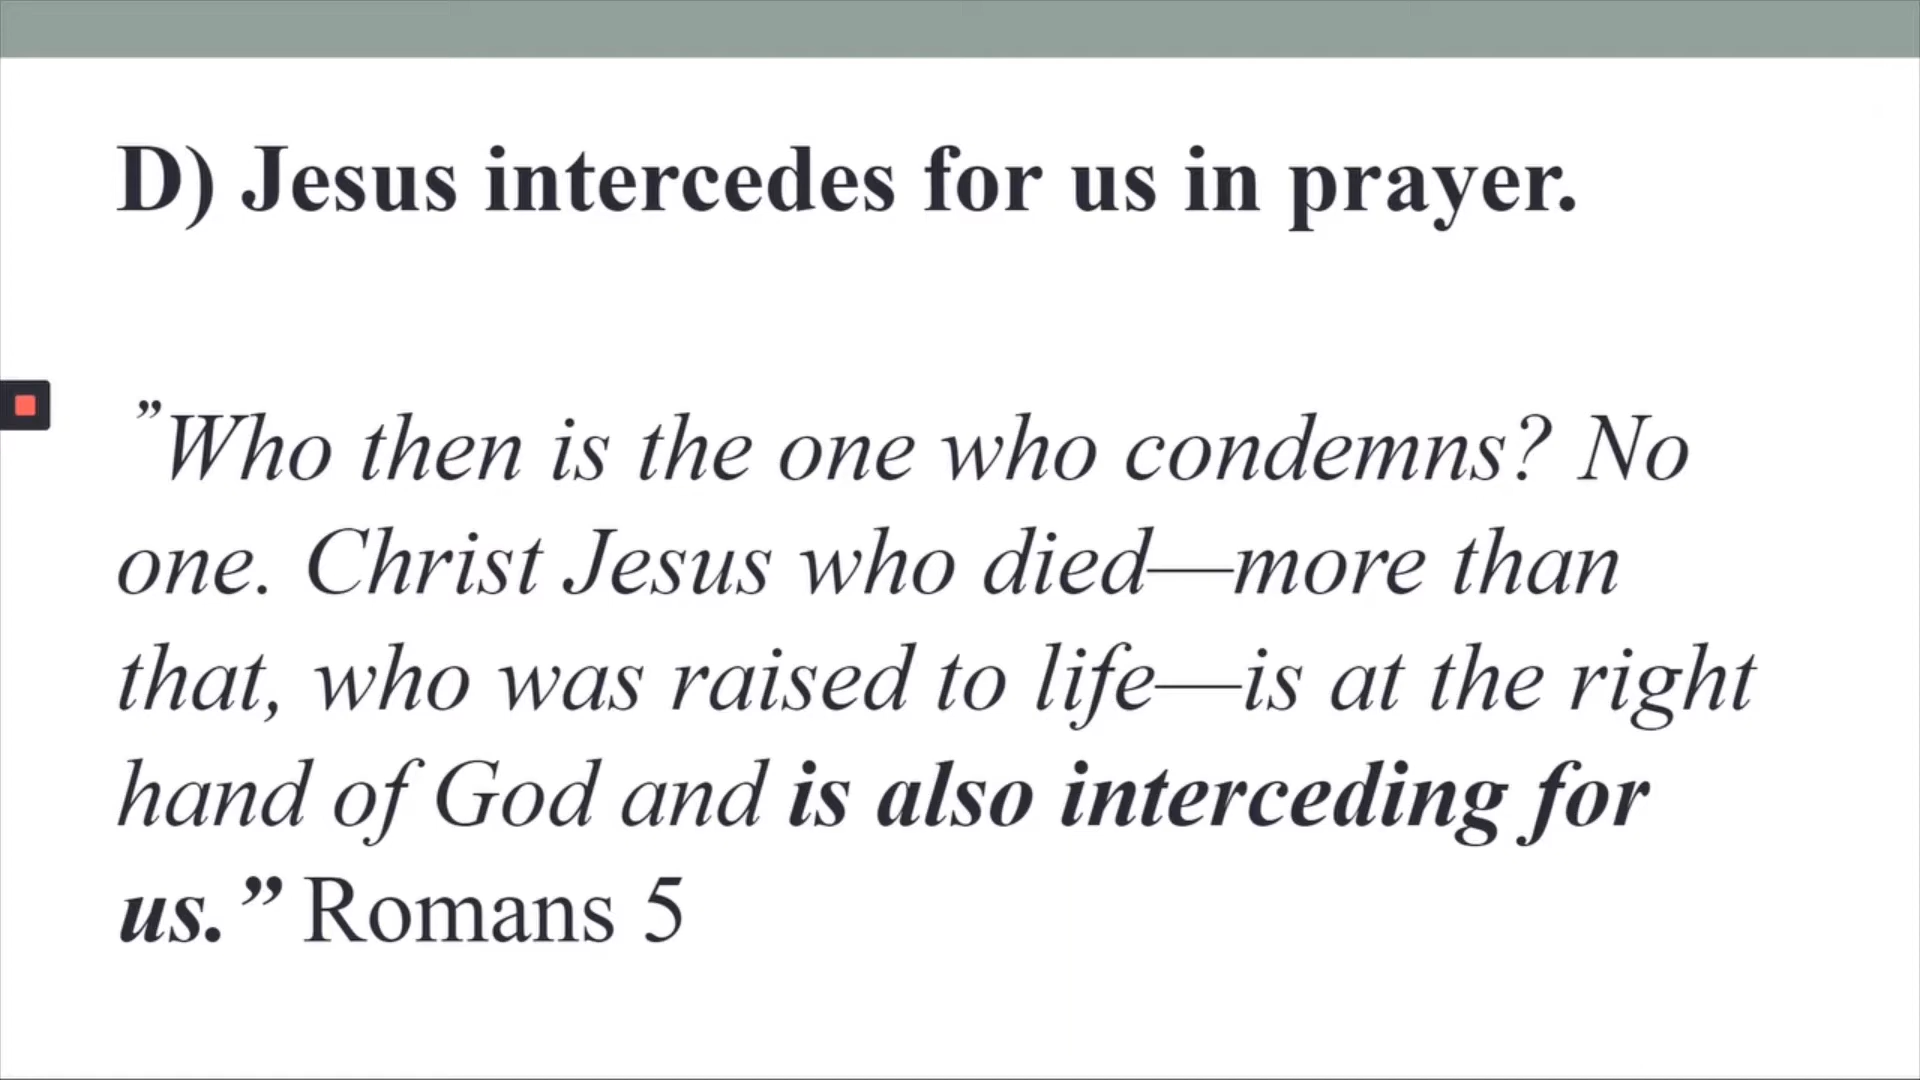 D) Jesus intercedes for us in prayer.
”Who then is the one who condemns? No
one. Christ Jesus who died—more than
that, who was raised to life—is at the right
hand of God and is also interceding for
us.” Romans 5